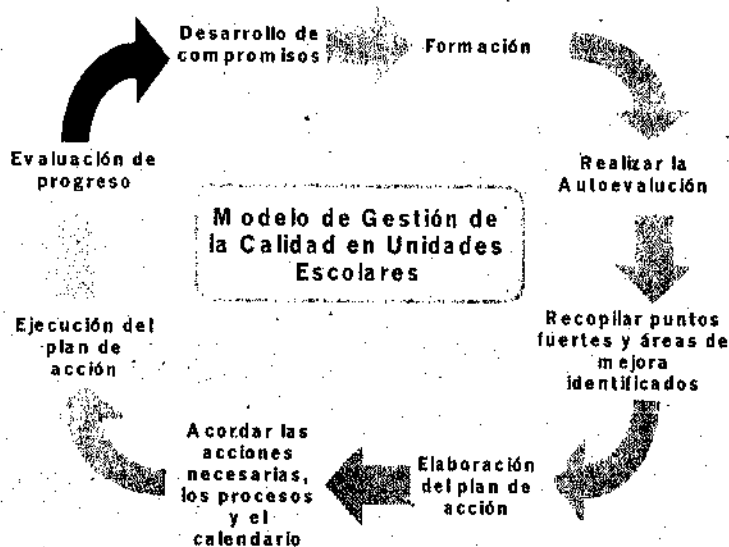 Desarrollo de
compromisos
Formación
Realizar la
Autoevalución
Recopilar puntos
fuertes y áreas de
mejora
identificados
Elaboración
del plan de
acción
Acordar las
acciones
necesarias,
los procesos
y el
calendario
Ejecución del
plan de
acción
Evaluación de
progreso
Modelo de Gestión de
la Calidad en Unidades
Escolares